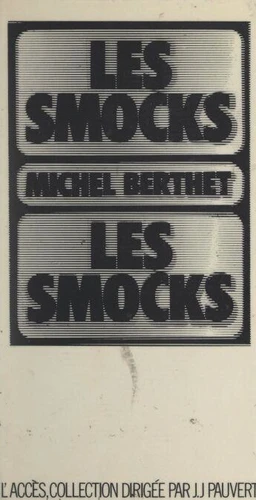 LES
SMOCKS
MICHEL BERTHET
LES
SMOCKS
L'ACCÈS, COLLECTION DIRIGÉE PAR J.J PAUVERT